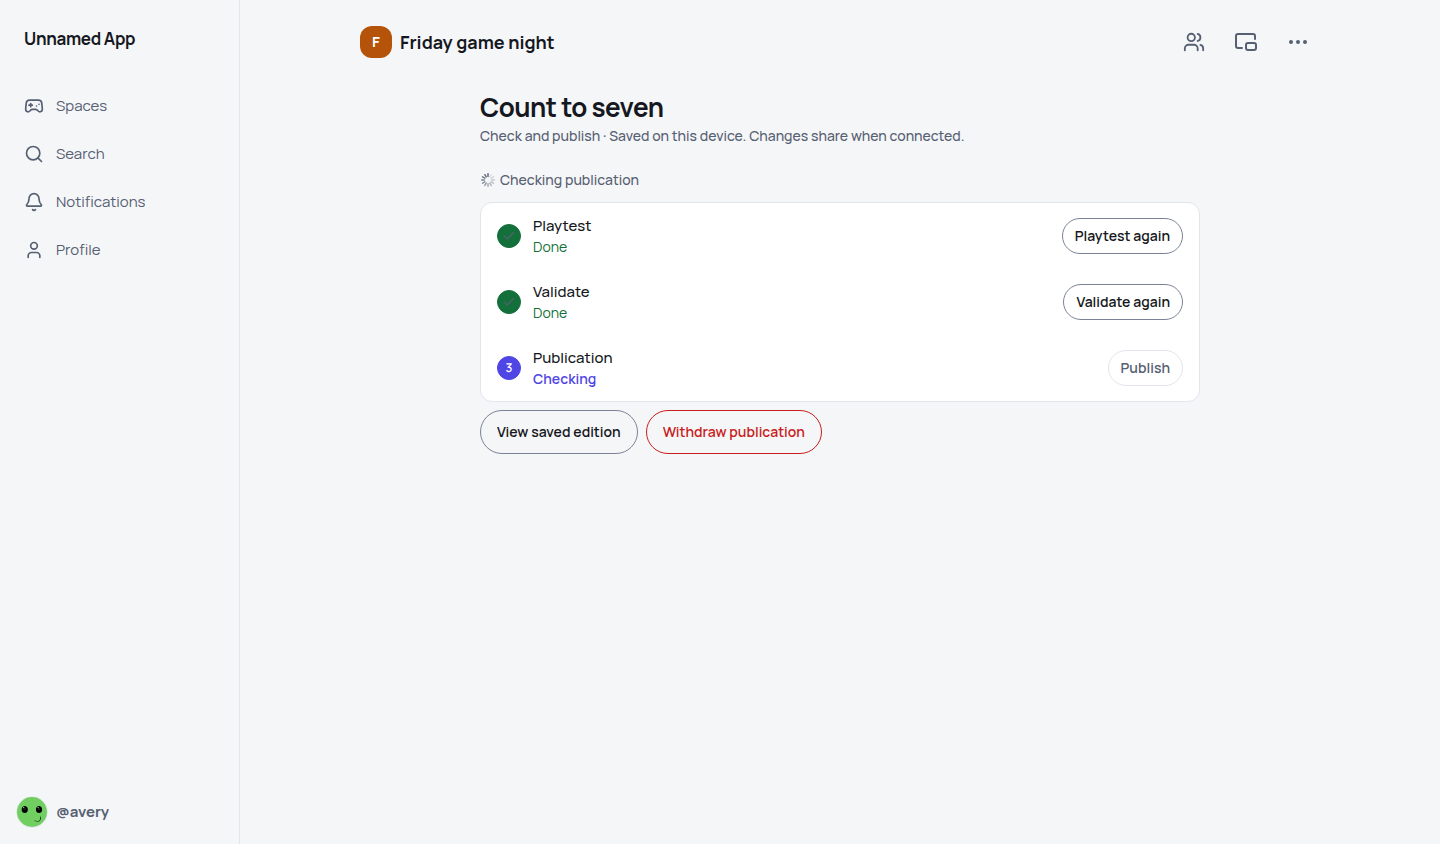 Unnamed App
Spaces
Search
Notifications
Profile
@avery
F
Friday game night
Count to seven
Check and publish · Saved on this device. Changes share when connected.
Checking publication
Playtest
Done
Playtest again
Validate
Done
Validate again
3
Publication
Checking
Publish
View saved edition
Withdraw publication